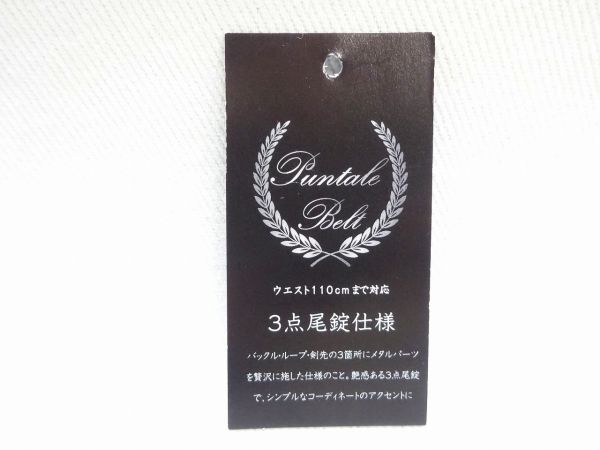 Puntale
Belt
ウエスト110cmまで対応
3点尾錠仕様
バックル・ループ・剣先の3箇所にメタルパーツ
を贅沢に施した仕様のこと。艶感ある3点尾錠
で、シンプルなコーディネートのアクセントに